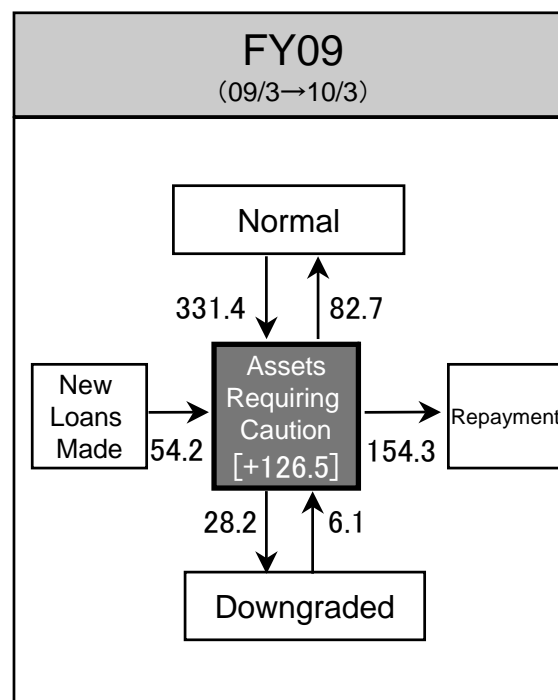 FY09
（09/3→10/3）
Normal
331.4
82.7
New
Loans
Made
54.2
Assets
Requiring
Caution
[+126.5]
154.3
Repayment
28.2
6.1
Downgraded